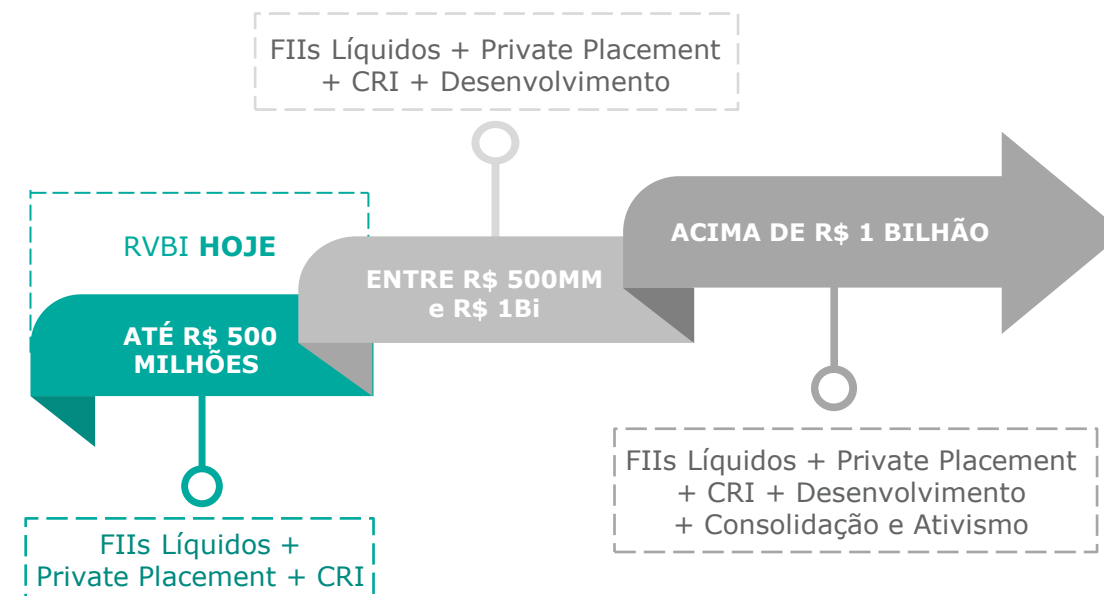 FIIs Líquidos + Private Placement
+ CRI + Desenvolvimento
RVBI HOJE
ATÉ R$ 500
MILHÕES
ENTRE R$ 500MM
e R$ 1Bi
ACIMA DE R$ 1 BILHÃO
FIIs Líquidos +
Private Placement + CRI
FIIs Líquidos + Private Placement
+ CRI + Desenvolvimento
+ Consolidação e Ativismo